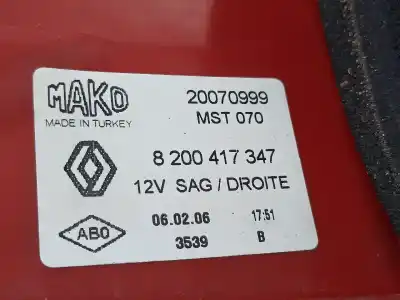 MAKO
MADE IN TURKEY
20070999
MST 070
8 200 417 347
12V SAG / DROITE
ABO
06.02.06 17:51
3539 B